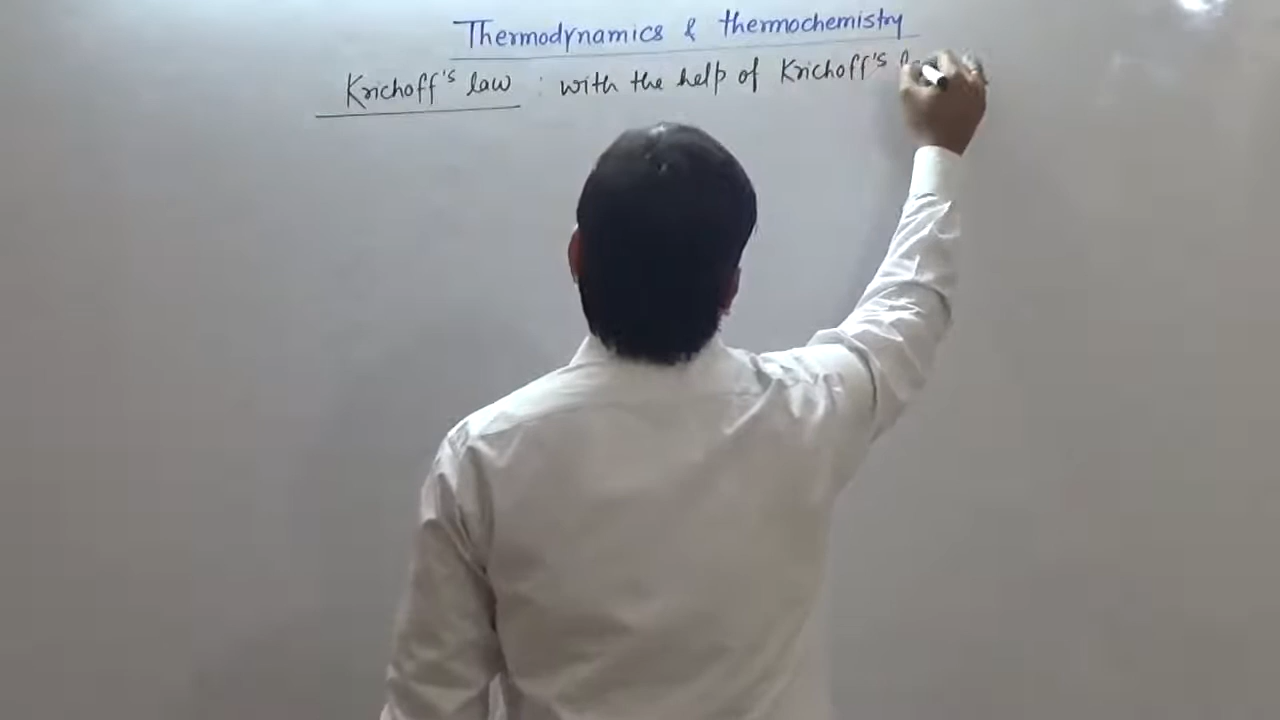 Thermodynamics & thermochemistry
Krichoff's law : with the help of Krichoff's